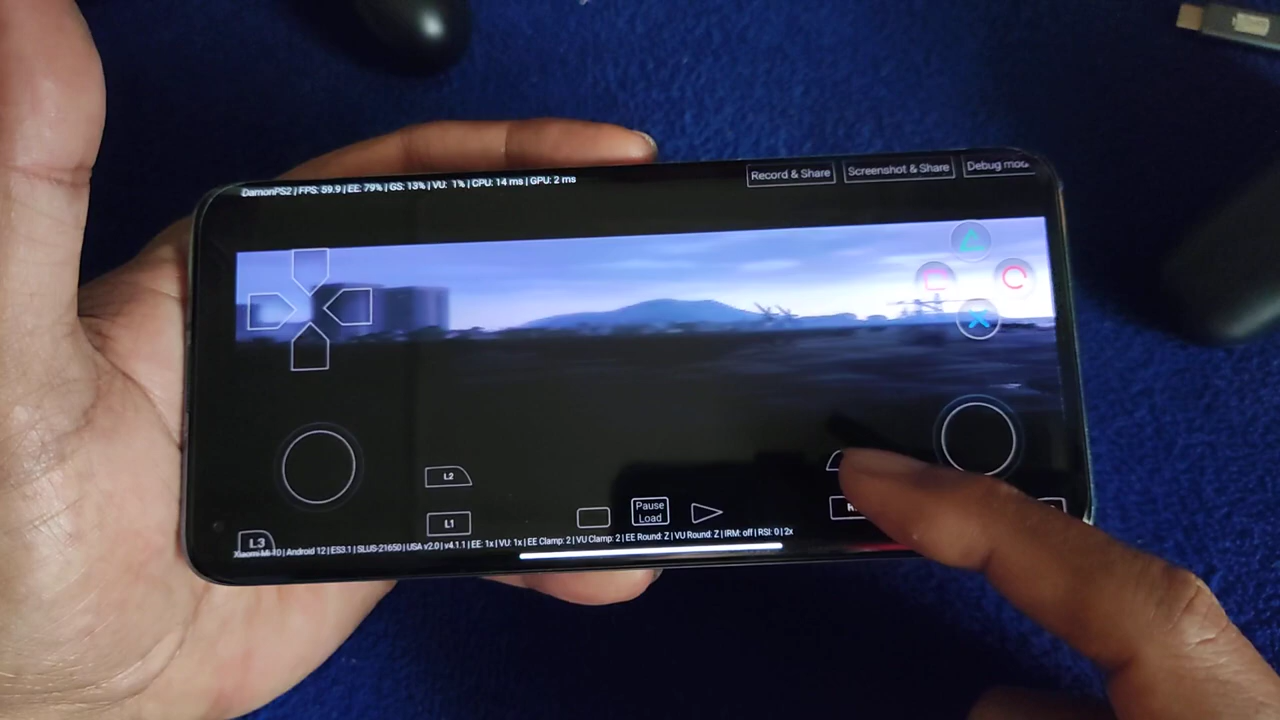 DamonPS2 | FPS: 59.9 | EE: 79% | GS: 13% | VU: 1% | CPU: 14 ms | GPU: 2 ms
Record & Share
Screenshot & Share
Debug mod
L2
L1
Pause
Load
L3
Xiaomi Mi 10 | Android 12 | ES3.1 | SLUS-21650 | USA v2.0 | v4.1.1 | EE: 1x | VU: 1x | EE Clamp: 2 | VU Clamp: 2 | EE Round: Z | VU Round: Z | IRM: off | RSI: 0 | 2x